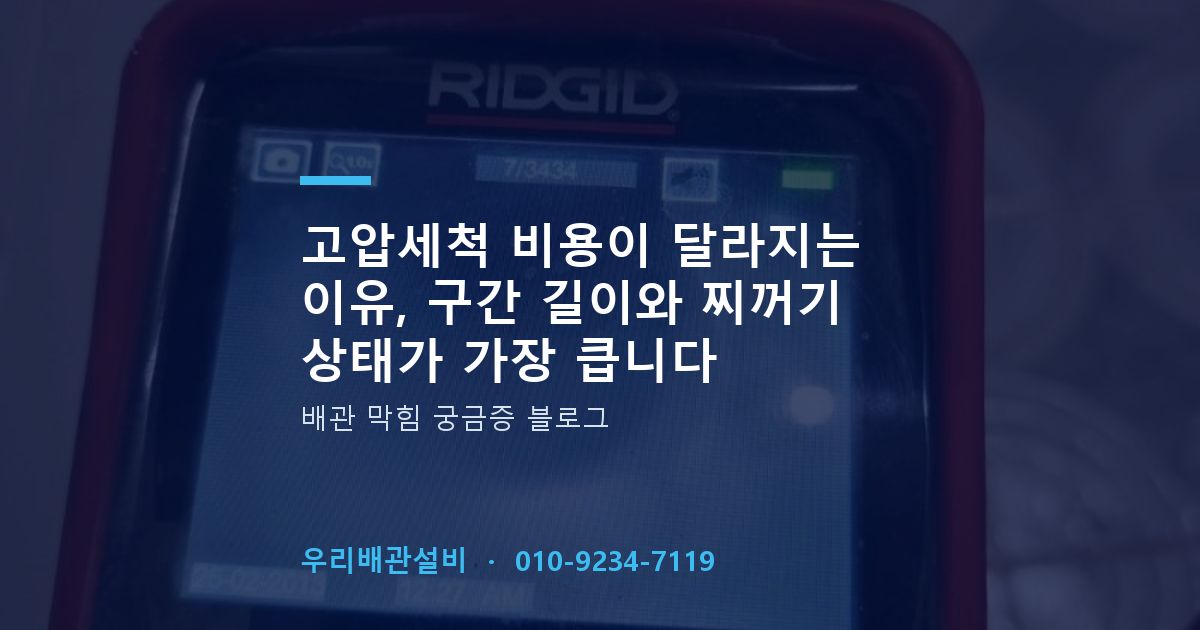 RIDGID
7/3434
고압세척 비용이 달라지는
이유, 구간 길이와 찌꺼기
상태가 가장 큽니다
배관 막힘 궁금증 블로그
우리배관설비 · 010-9234-7119